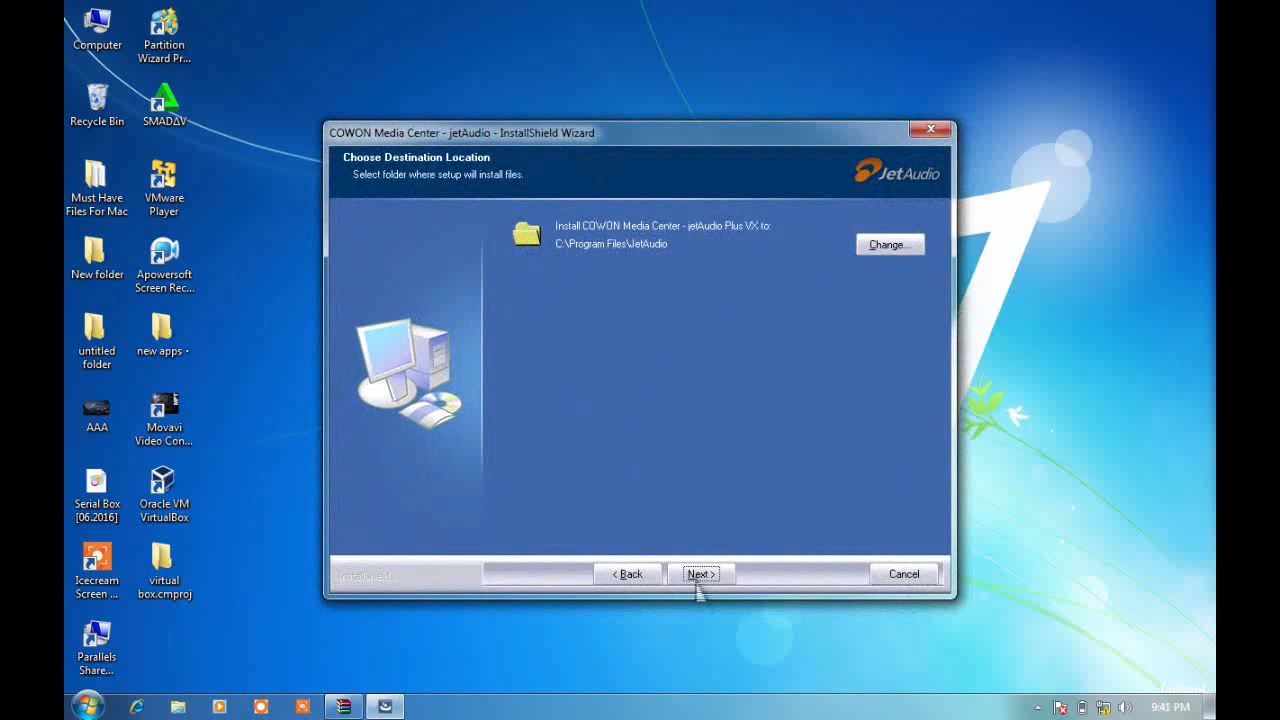 Computer
Partition
Wizard Pr...
Recycle Bin
SMADΔV
Must Have
Files For Mac
VMware
Player
New folder
Apowersoft
Screen Rec...
untitled
folder
new apps
AAA
Movavi
Video Con...
Serial Box
[06.2016]
Oracle VM
VirtualBox
Icecream
Screen ...
virtual
box.cmproj
Parallels
Share...
COWON Media Center - jetAudio - InstallShield Wizard
Choose Destination Location
Select folder where setup will install files.
JetAudio
Install COWON Media Center - jetAudio Plus VX to:
C:\Program Files\JetAudio
Change...
InstallShield
< Back
Next >
Cancel
9:41 PM